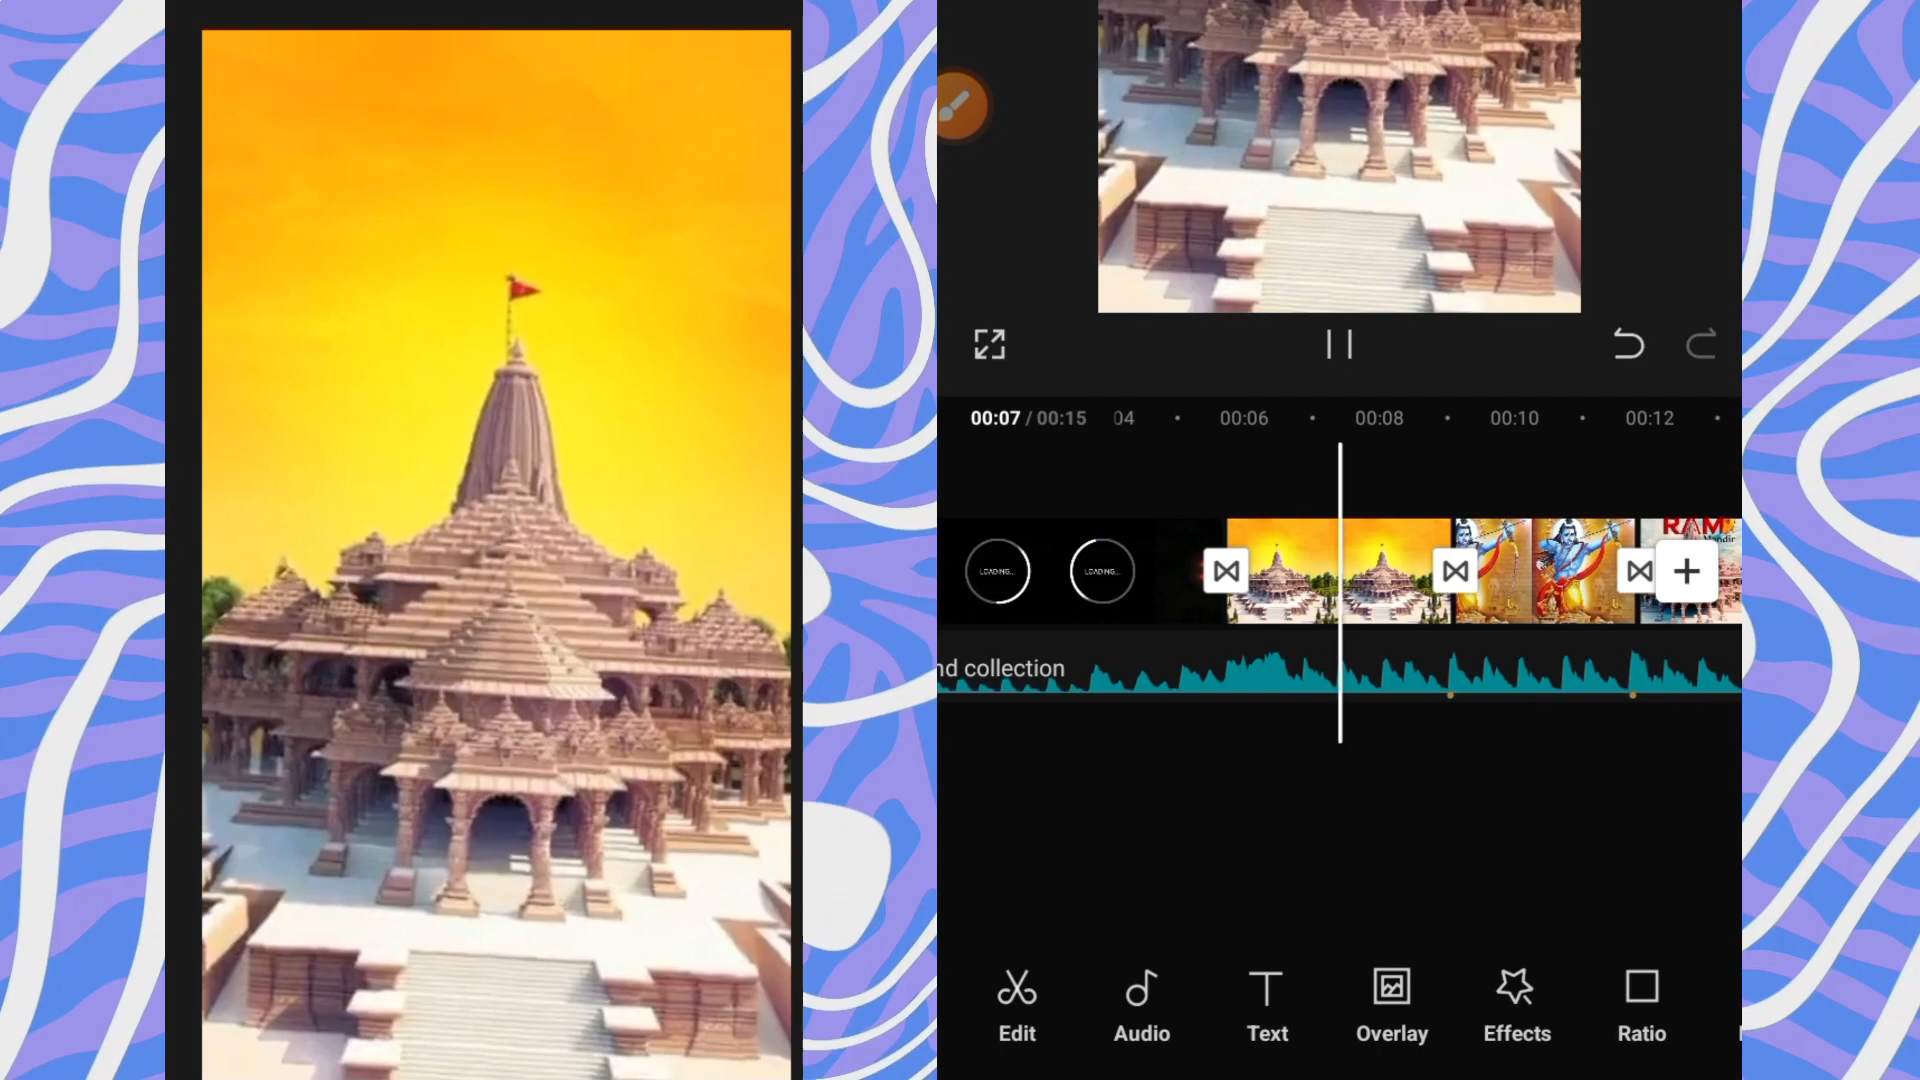 00:07 / 00:15 04 00:06 00:08 00:10 00:12
LOADING... LOADING...
RAM
Mandir
nd collection
Edit Audio Text Overlay Effects Ratio